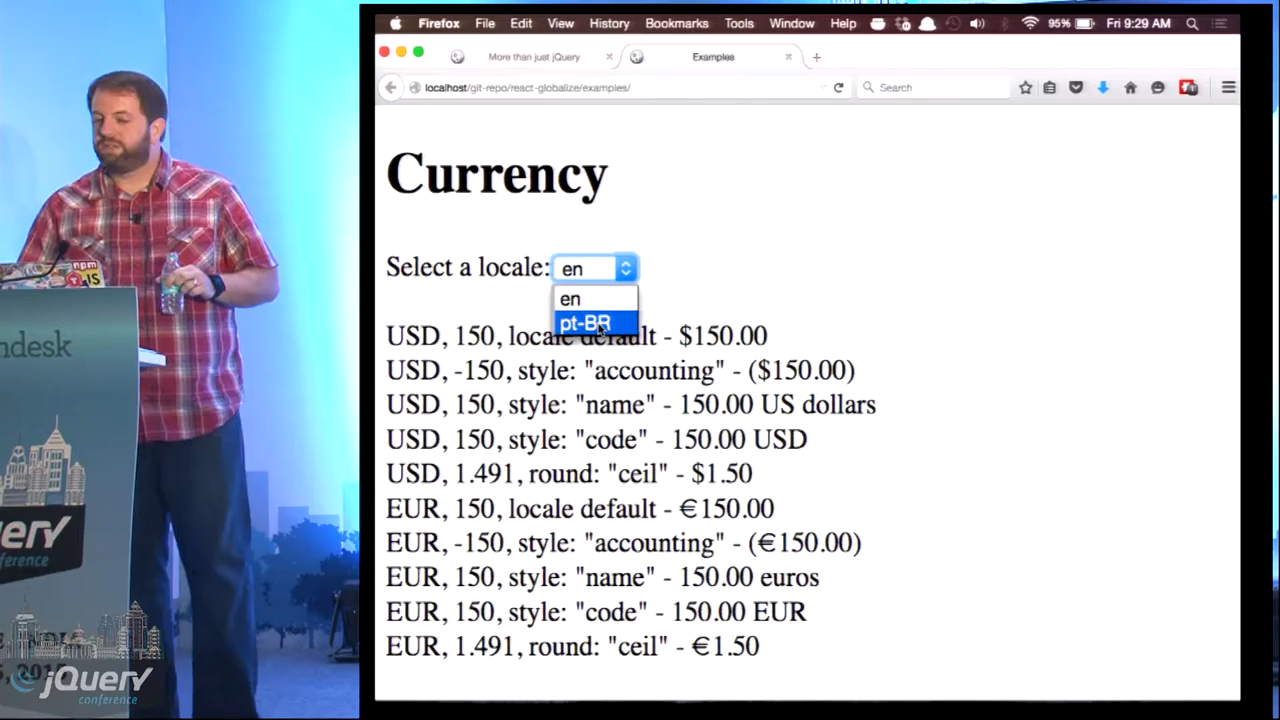 Firefox File Edit View History Bookmarks Tools Window Help 95% Fri 9:29 AM
More than just jQuery
Examples
localhost/git-repo/react-globalize/examples/
Search
Currency
Select a locale: en
en
pt-BR
USD, 150, locale default - $150.00
USD, -150, style: "accounting" - ($150.00)
USD, 150, style: "name" - 150.00 US dollars
USD, 150, style: "code" - 150.00 USD
USD, 1.491, round: "ceil" - $1.50
EUR, 150, locale default - €150.00
EUR, -150, style: "accounting" - (€150.00)
EUR, 150, style: "name" - 150.00 euros
EUR, 150, style: "code" - 150.00 EUR
EUR, 1.491, round: "ceil" - €1.50
npm
JS
ndesk
uery
ference
jQuery
conference